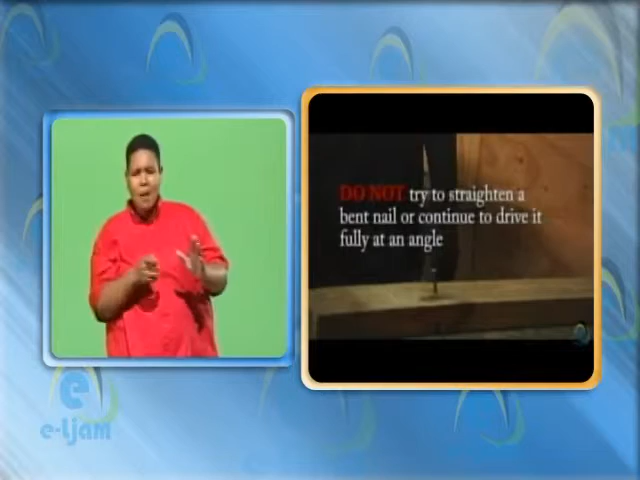 DO NOT try to straighten a
bent nail or continue to drive it
fully at an angle
e
e-Ljam